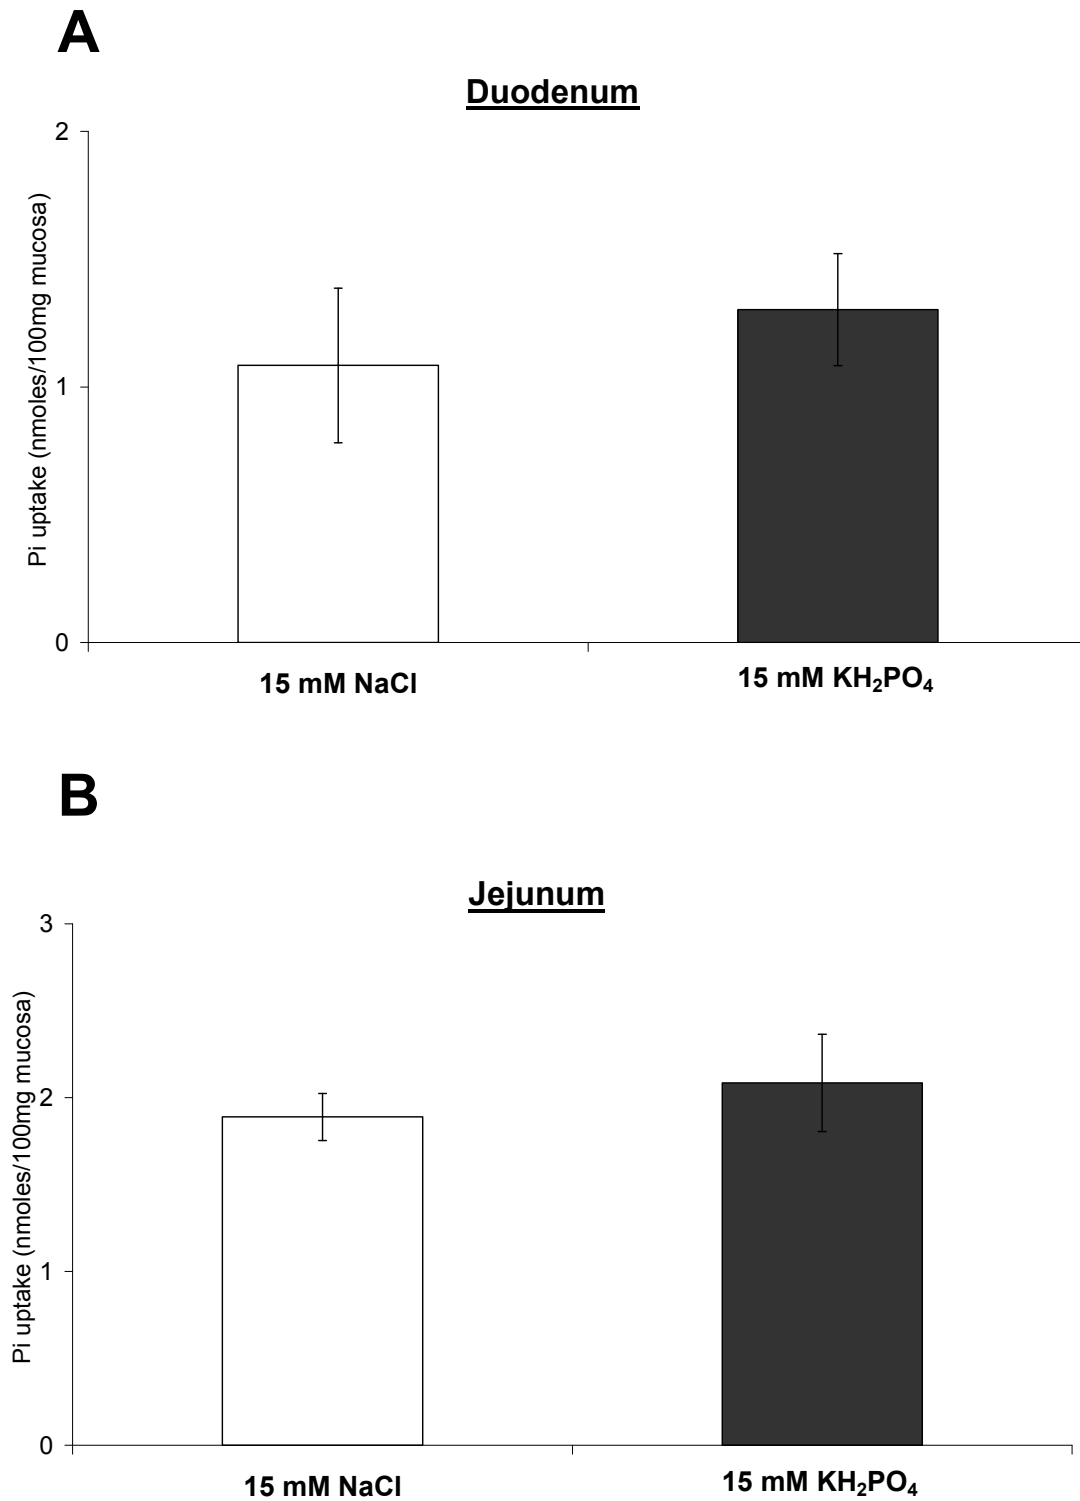 A
Duodenum
2
1
0
Pi uptake (nmoles/100mg mucosa)
15 mM NaCl
15 mM KH₂PO₄
B
Jejunum
3
2
1
0
Pi uptake (nmoles/100mg mucosa)
15 mM NaCl
15 mM KH₂PO₄